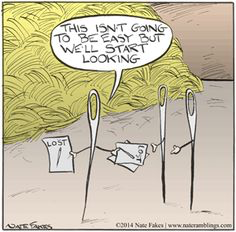 THIS ISN'T GOING
TO BE EASY BUT
WE'LL START
LOOKING
LOST
LOST
NATE FAKES
©2014 Nate Fakes | www.nateramblings.com